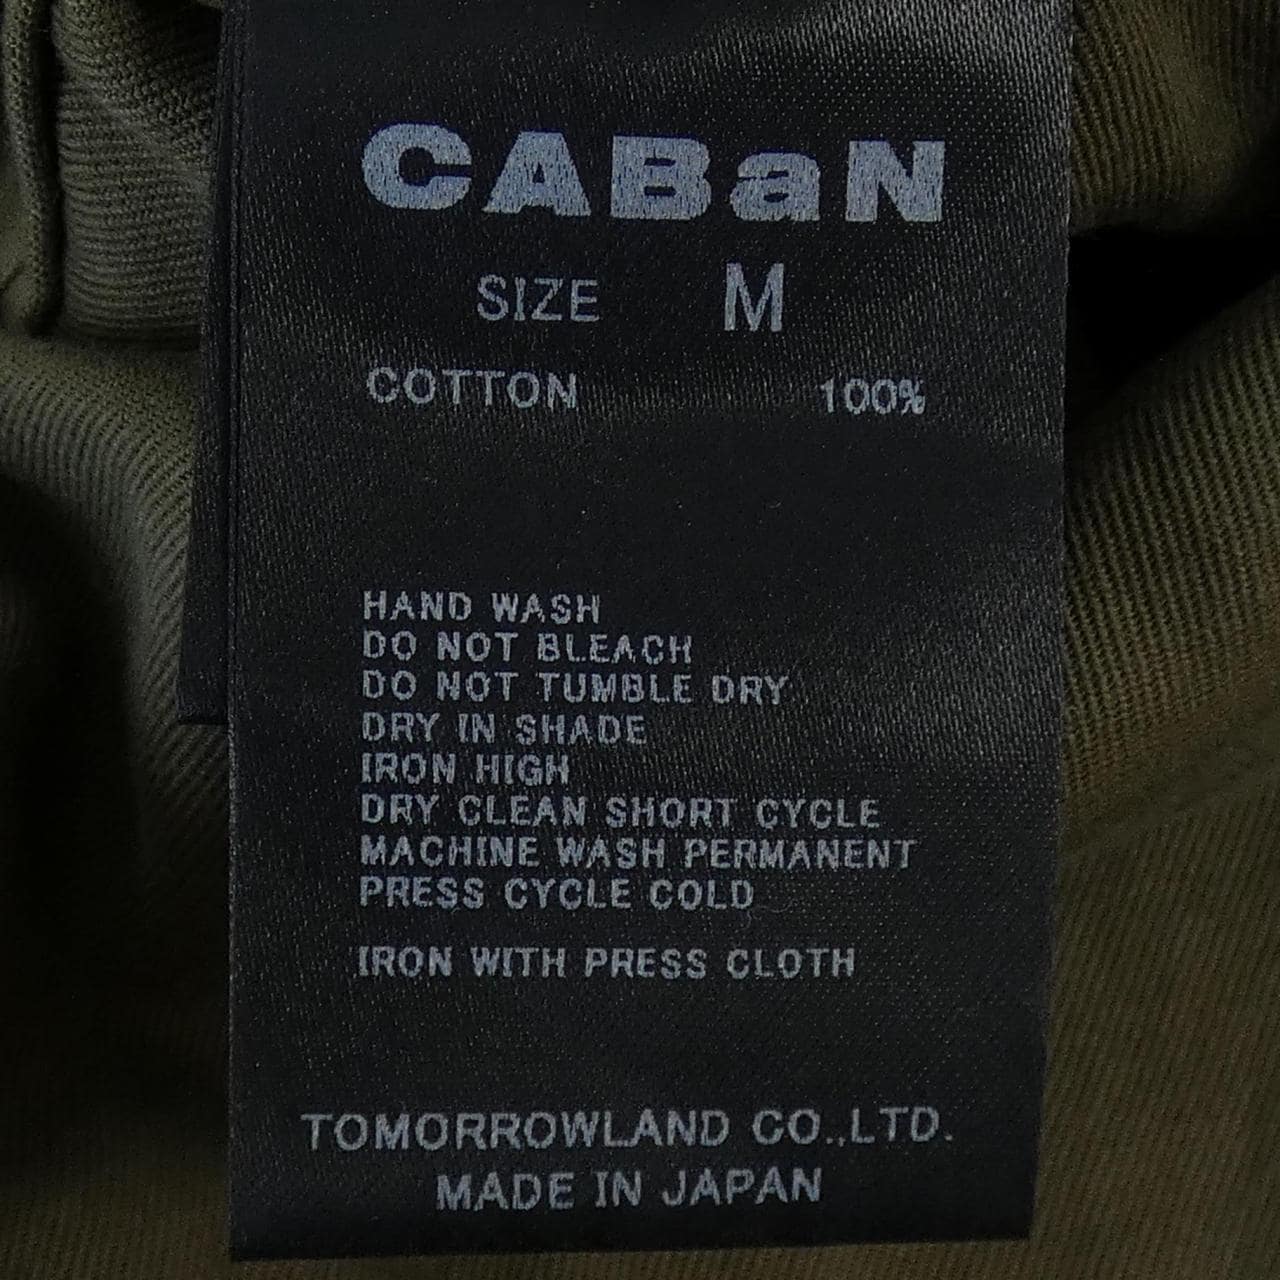 CABaN
SIZE M
COTTON 100%
HAND WASH
DO NOT BLEACH
DO NOT TUMBLE DRY
DRY IN SHADE
IRON HIGH
DRY CLEAN SHORT CYCLE
MACHINE WASH PERMANENT
PRESS CYCLE COLD
IRON WITH PRESS CLOTH
TOMORROWLAND CO.,LTD.
MADE IN JAPAN